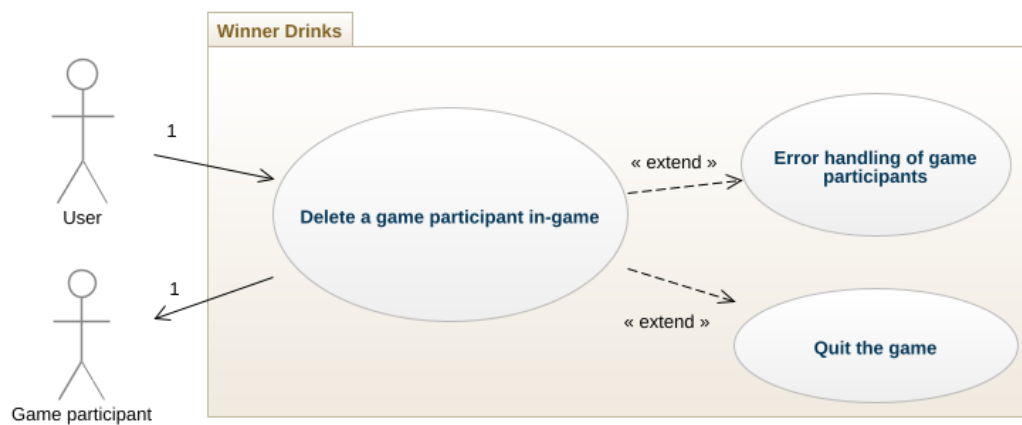 Winner Drinks
1
User
1
Game participant
Delete a game participant in-game
« extend »
Error handling of game
participants
« extend »
Quit the game